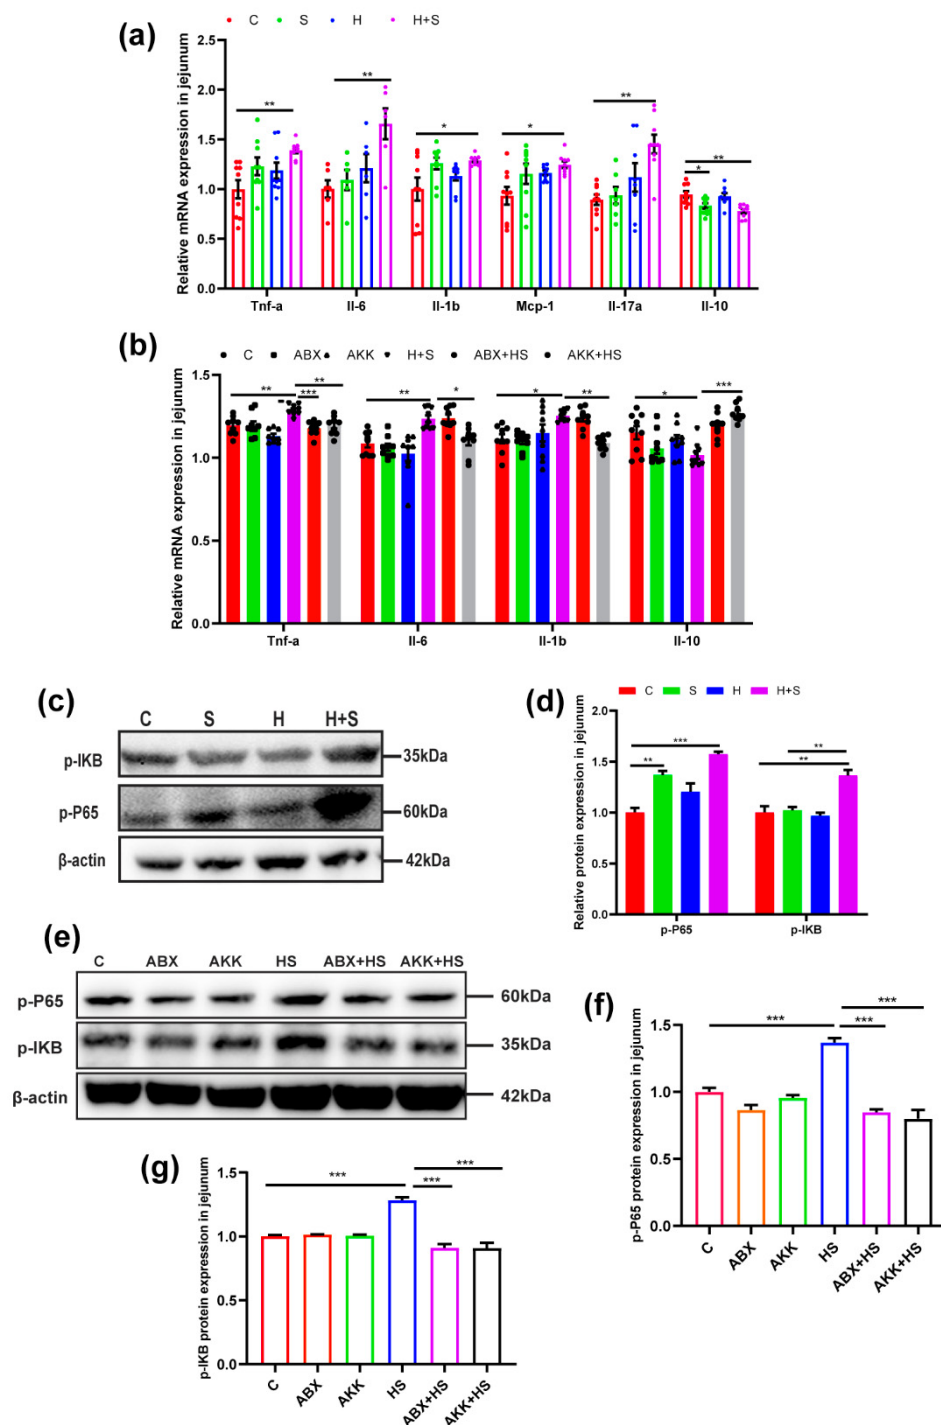 (a)
C S H H+S
Relative mRNA expression in jejunum
2.5
2.0
1.5
1.0
0.5
0.0
** ** * * ** * **
Tnf-a Il-6 Il-1b Mcp-1 Il-17a Il-10
(b)
C ABX AKK H+S ABX+HS AKK+HS
Relative mRNA expression in jejunum
1.5
1.0
0.5
0.0
** *** ** ** * * ** * ***
Tnf-a Il-6 Il-1b Il-10
(c)
C S H H+S
p-IKB 35kDa
p-P65 60kDa
β-actin 42kDa
(d)
C S H H+S
Relative protein expression in jejunum
2.0
1.5
1.0
0.5
0.0
** *** ** **
p-P65 p-IKB
(e)
C ABX AKK HS ABX+HS AKK+HS
p-P65 60kDa
p-IKB 35kDa
β-actin 42kDa
(f)
p-P65 protein expression in jejunum
1.5
1.0
0.5
0.0
*** *** ***
C ABX AKK HS ABX+HS AKK+HS
(g)
p-IKB protein expression in jejunum
1.5
1.0
0.5
0.0
*** *** ***
C ABX AKK HS ABX+HS AKK+HS